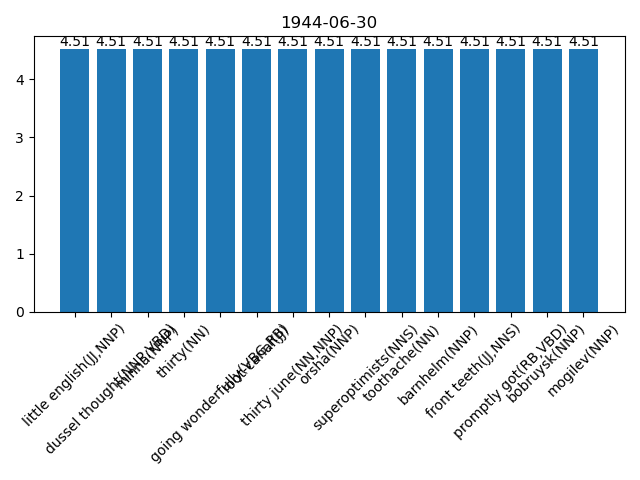 1944-06-30
4.51 4.51 4.51 4.51 4.51 4.51 4.51 4.51 4.51 4.51 4.51 4.51 4.51 4.51 4.51
4
3
2
1
0
little english(JJ,NNP)
dussel thought(NNP,VBD)
minna(NNP)
thirty(NN)
going wonderfully(VBG,RB)
thirty june(NN,NNP)
orsha(NNP)
superoptimists(NNS)
toothache(NN)
barnhelm(NNP)
front teeth(JJ,NNS)
promptly got(RB,VBD)
bobruysk(NNP)
mogilev(NNP)